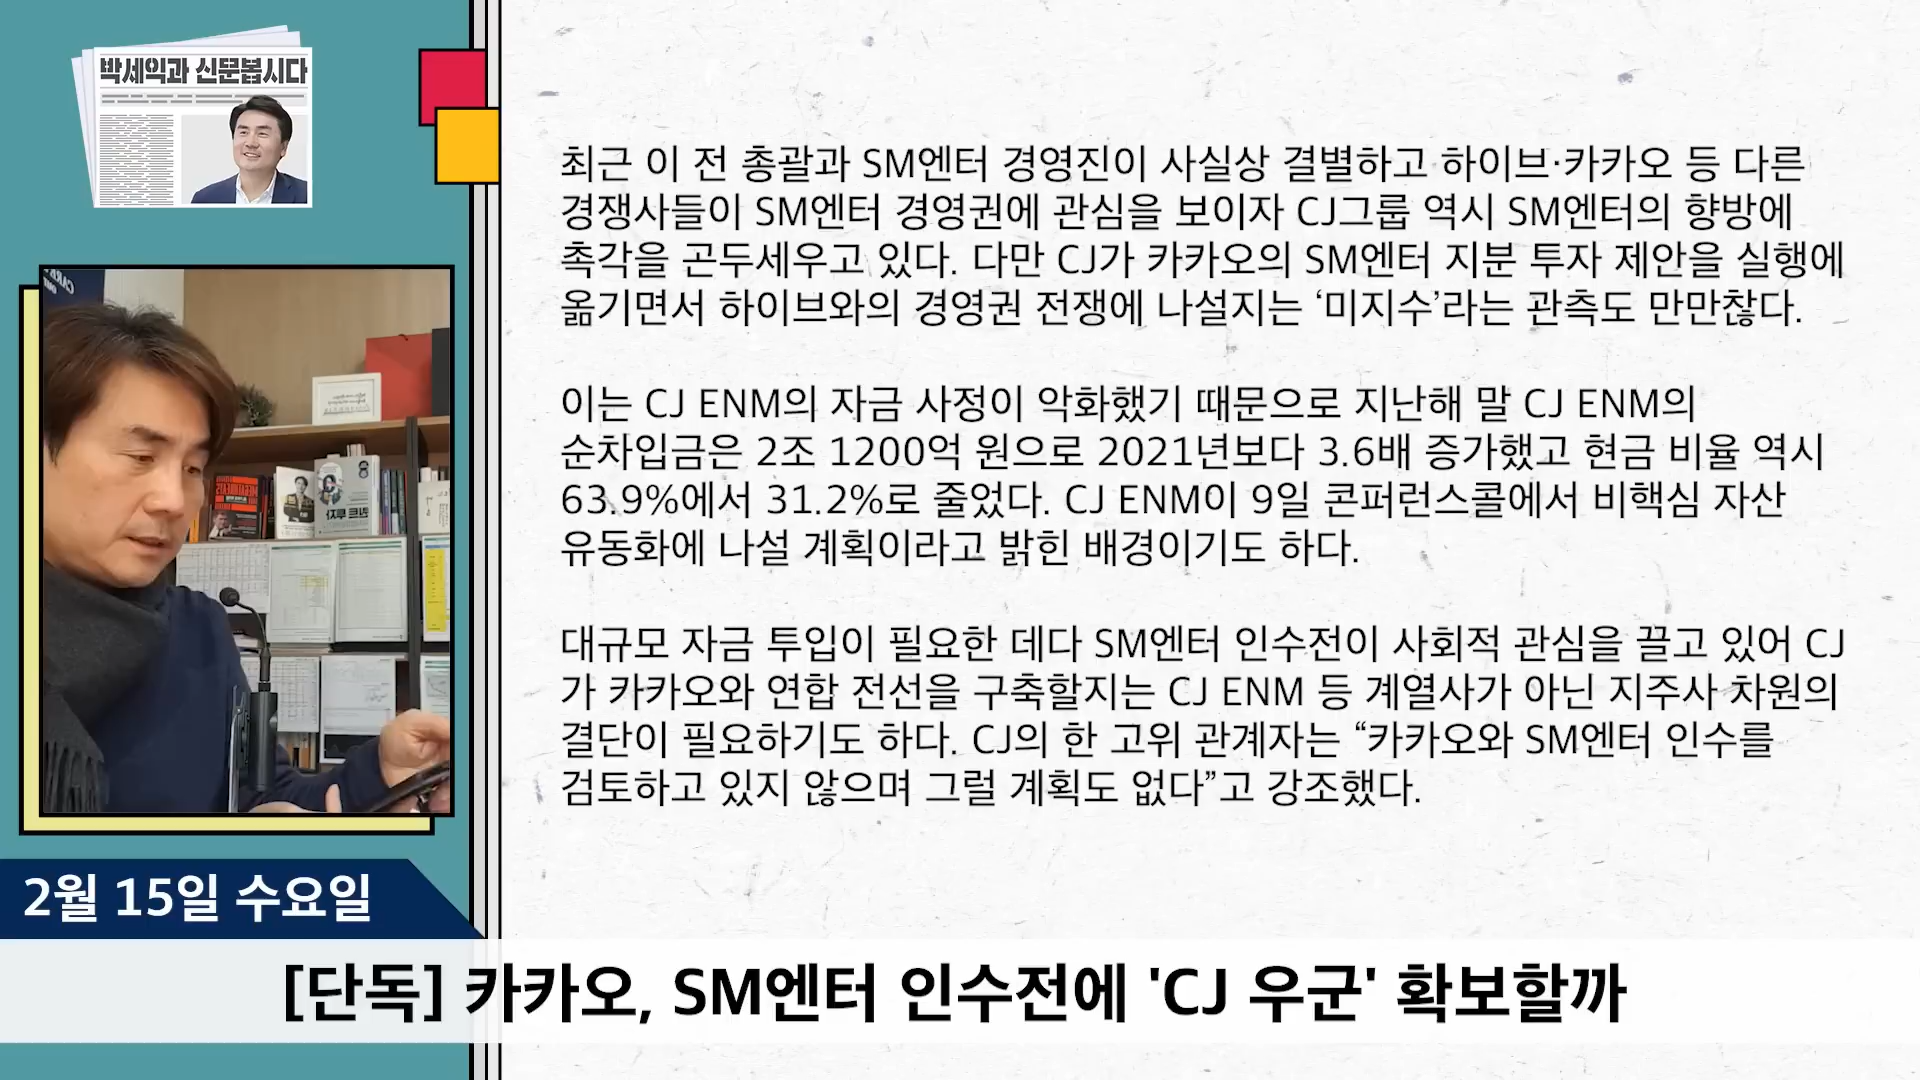 박세익과 신문봅시다
최근 이 전 총괄과 SM엔터 경영진이 사실상 결별하고 하이브·카카오 등 다른
경쟁사들이 SM엔터 경영권에 관심을 보이자 CJ그룹 역시 SM엔터의 향방에
촉각을 곤두세우고 있다. 다만 CJ가 카카오의 SM엔터 지분 투자 제안을 실행에
옮기면서 하이브와의 경영권 전쟁에 나설지는 ‘미지수’라는 관측도 만만찮다.
이는 CJ ENM의 자금 사정이 악화했기 때문으로 지난해 말 CJ ENM의
순차입금은 2조 1200억 원으로 2021년보다 3.6배 증가했고 현금 비율 역시
63.9%에서 31.2%로 줄었다. CJ ENM이 9일 콘퍼런스콜에서 비핵심 자산
유동화에 나설 계획이라고 밝힌 배경이기도 하다.
대규모 자금 투입이 필요한 데다 SM엔터 인수전이 사회적 관심을 끌고 있어 CJ
가 카카오와 연합 전선을 구축할지는 CJ ENM 등 계열사가 아닌 지주사 차원의
결단이 필요하기도 하다. CJ의 한 고위 관계자는 “카카오와 SM엔터 인수를
검토하고 있지 않으며 그럴 계획도 없다”고 강조했다.
2월 15일 수요일
[단독] 카카오, SM엔터 인수전에 'CJ 우군' 확보할까